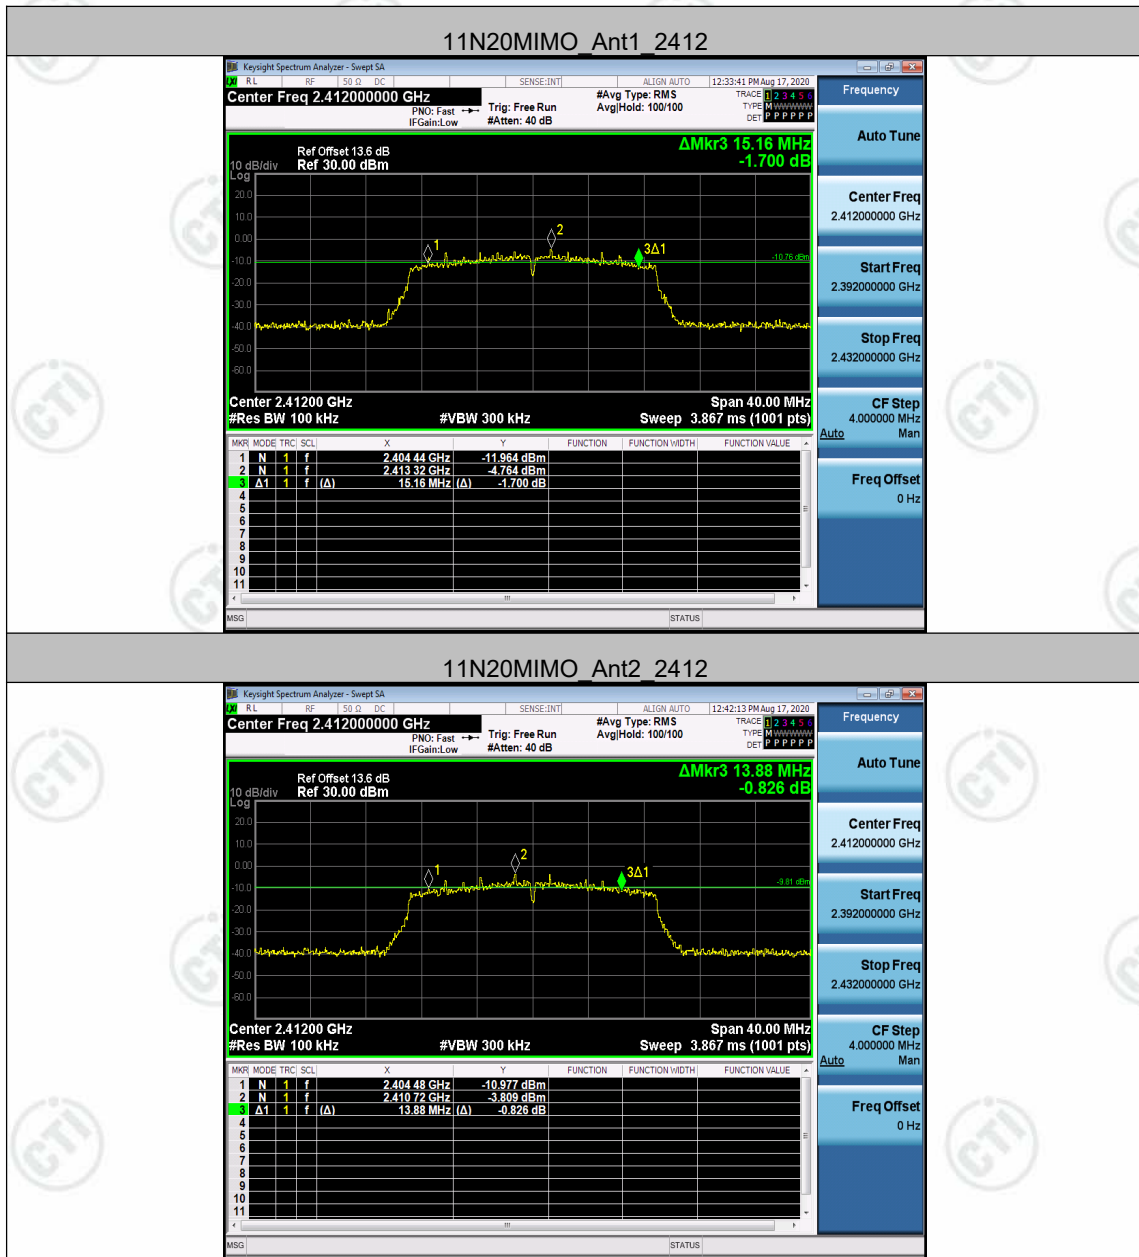 11N20MIMO_Ant1_2412
Keysight Spectrum Analyzer - Swept SA
RL RF 50 Ω DC SENSE:INT ALIGN AUTO 12:33:41 PM Aug 17, 2020
Center Freq 2.412000000 GHz
#Avg Type: RMS
Avg|Hold: 100/100
PNO: Fast
IFGain:Low
Trig: Free Run
#Atten: 40 dB
TRACE 1 2 3 4 5 6
TYPE M
DET P P P P P P
Frequency
Auto Tune
Center Freq
2.412000000 GHz
Start Freq
2.392000000 GHz
Stop Freq
2.432000000 GHz
CF Step
4.000000 MHz
Auto Man
Freq Offset
0 Hz
ΔMkr3 15.16 MHz
-1.700 dB
Ref Offset 13.6 dB
10 dB/div Ref 30.00 dBm
Log
20.0
10.0
0.00
-10.0
-20.0
-30.0
-40.0
-50.0
-60.0
1
2
3Δ1
-10.76 dBm
Center 2.41200 GHz Span 40.00 MHz
#Res BW 100 kHz #VBW 300 kHz Sweep 3.867 ms (1001 pts)
MKR MODE TRC SCL X Y FUNCTION FUNCTION WIDTH FUNCTION VALUE
1 N 1 f 2.404 44 GHz -11.964 dBm
2 N 1 f 2.413 32 GHz -4.764 dBm
3 Δ1 1 f (Δ) 15.16 MHz (Δ) -1.700 dB
4
5
6
7
8
9
10
11
MSG STATUS
11N20MIMO_Ant2_2412
Keysight Spectrum Analyzer - Swept SA
RL RF 50 Ω DC SENSE:INT ALIGN AUTO 12:42:13 PM Aug 17, 2020
Center Freq 2.412000000 GHz
#Avg Type: RMS
Avg|Hold: 100/100
PNO: Fast
IFGain:Low
Trig: Free Run
#Atten: 40 dB
TRACE 1 2 3 4 5 6
TYPE M
DET P P P P P P
Frequency
Auto Tune
Center Freq
2.412000000 GHz
Start Freq
2.392000000 GHz
Stop Freq
2.432000000 GHz
CF Step
4.000000 MHz
Auto Man
Freq Offset
0 Hz
ΔMkr3 13.88 MHz
-0.826 dB
Ref Offset 13.6 dB
10 dB/div Ref 30.00 dBm
Log
20.0
10.0
0.00
-10.0
-20.0
-30.0
-40.0
-50.0
-60.0
1
2
3Δ1
-9.81 dBm
Center 2.41200 GHz Span 40.00 MHz
#Res BW 100 kHz #VBW 300 kHz Sweep 3.867 ms (1001 pts)
MKR MODE TRC SCL X Y FUNCTION FUNCTION WIDTH FUNCTION VALUE
1 N 1 f 2.404 48 GHz -10.977 dBm
2 N 1 f 2.410 72 GHz -3.809 dBm
3 Δ1 1 f (Δ) 13.88 MHz (Δ) -0.826 dB
4
5
6
7
8
9
10
11
MSG STATUS
CTI
CTI
CTI
CTI
CTI
CTI
CTI
CTI
CTI